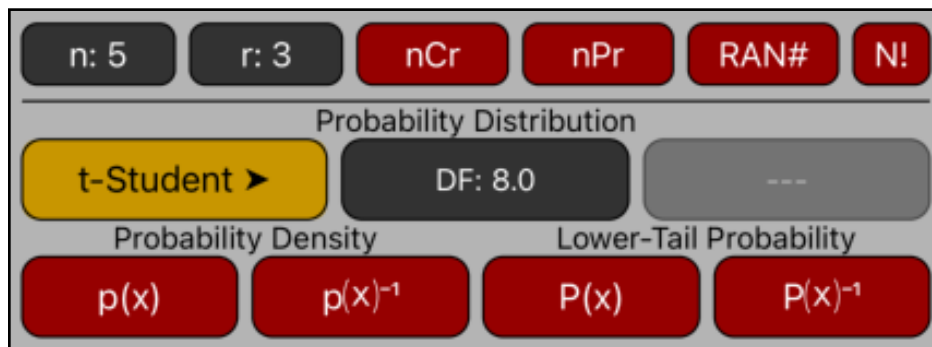 n: 5 r: 3 nCr nPr RAN# N!
Probability Distribution
t-Student ➤ DF: 8.0 ---
Probability Density Lower-Tail Probability
p(x) p(x)⁻¹ P(x) P(x)⁻¹